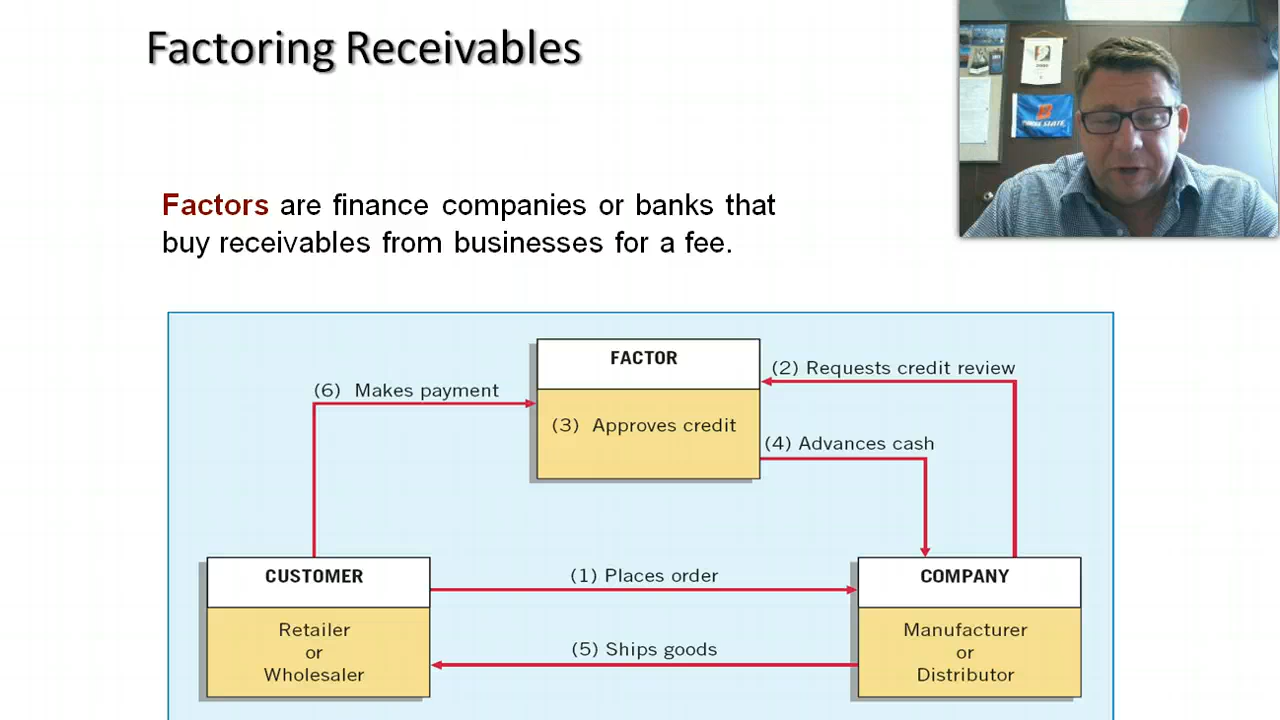 Factoring Receivables
Factors are finance companies or banks that
buy receivables from businesses for a fee.
FACTOR
(2) Requests credit review
(6) Makes payment
(3) Approves credit
(4) Advances cash
CUSTOMER
(1) Places order
COMPANY
Retailer
or
Wholesaler
(5) Ships goods
Manufacturer
or
Distributor